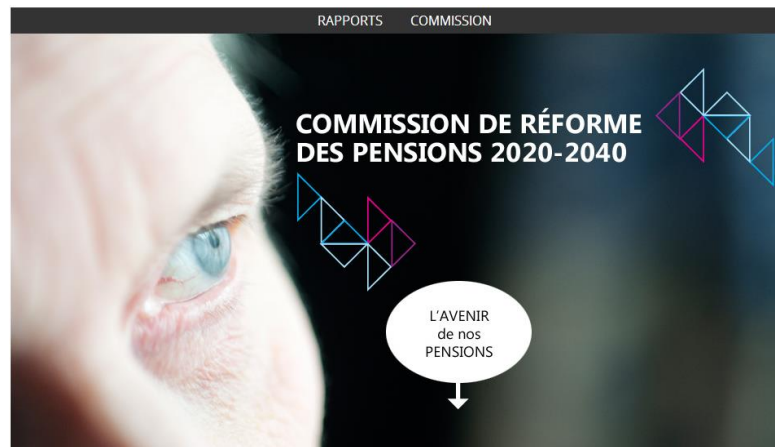 RAPPORTS COMMISSION
COMMISSION DE RÉFORME
DES PENSIONS 2020-2040
L'AVENIR
de nos
PENSIONS